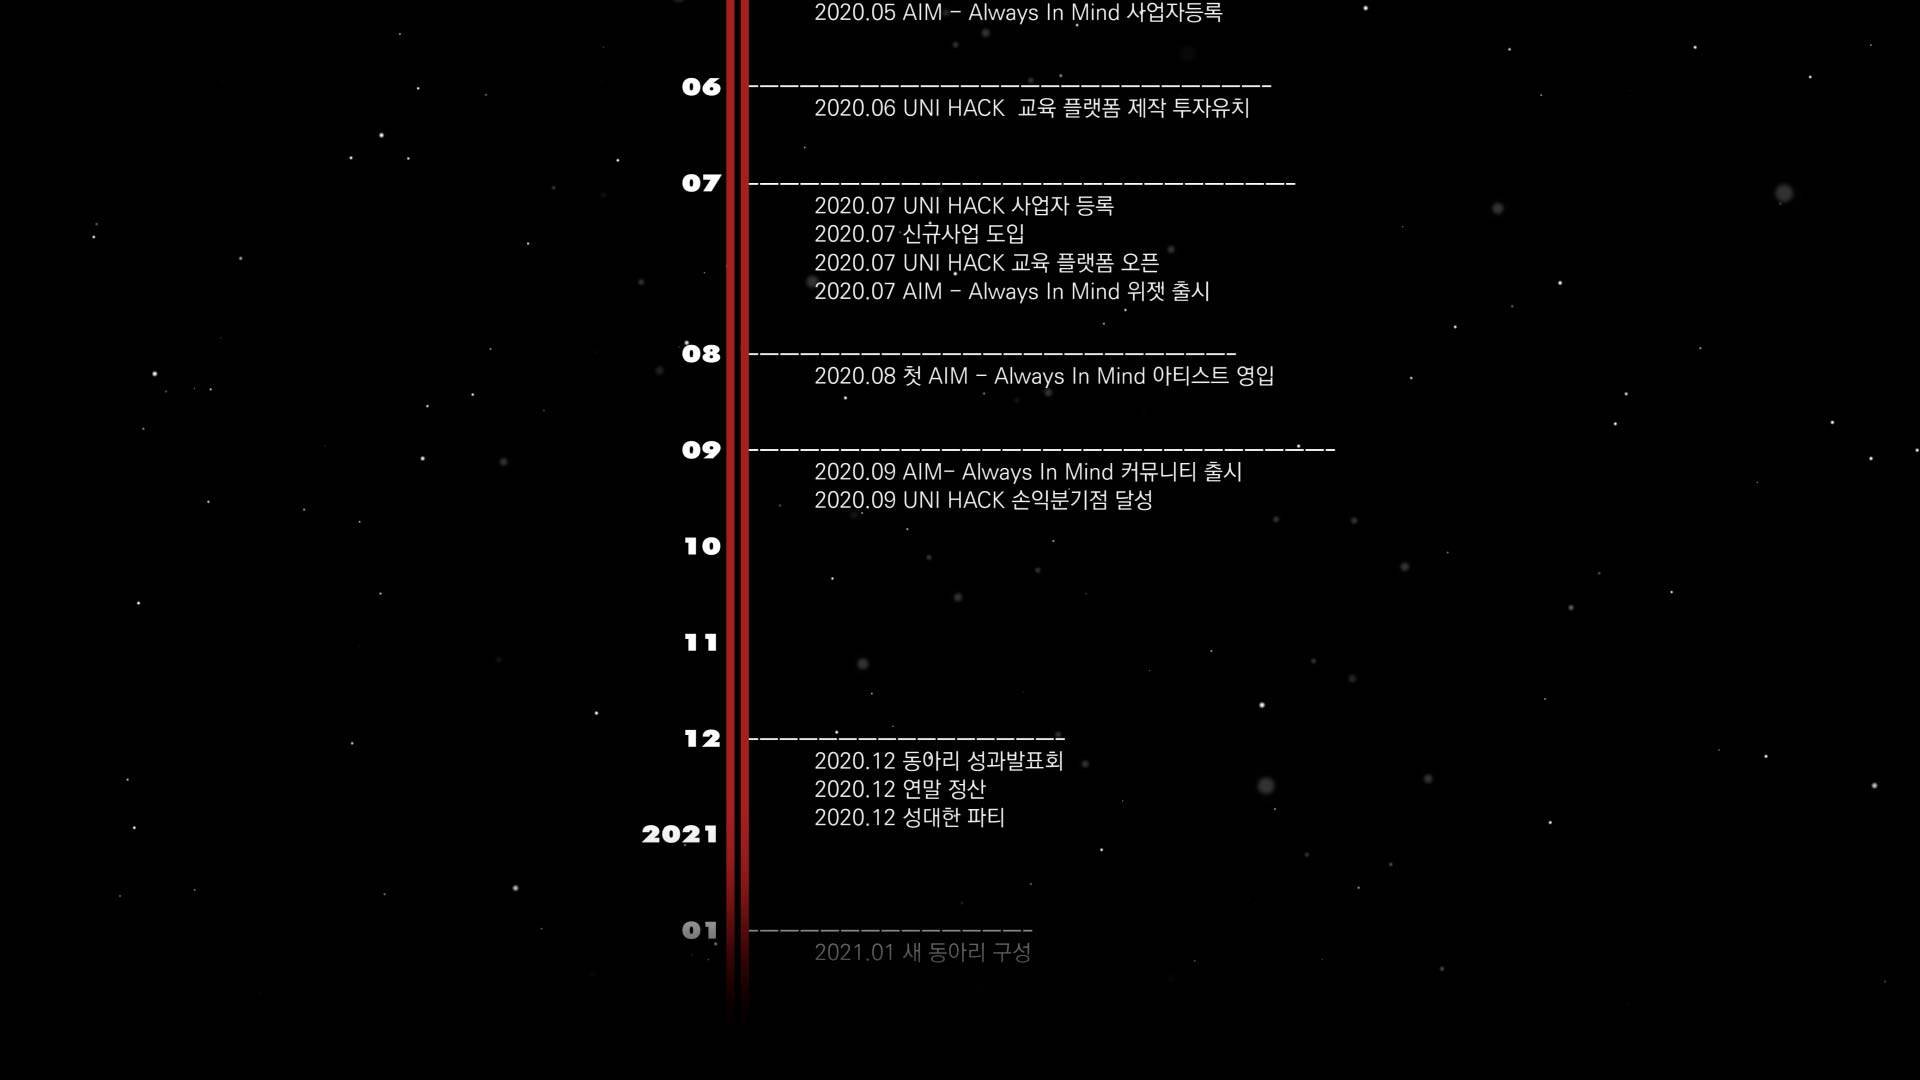 2020.05 AIM - Always In Mind 사업자등록
06
2020.06 UNI HACK 교육 플랫폼 제작 투자유치
07
2020.07 UNI HACK 사업자 등록
2020.07 신규사업 도입
2020.07 UNI HACK 교육 플랫폼 오픈
2020.07 AIM - Always In Mind 위젯 출시
08
2020.08 첫 AIM - Always In Mind 아티스트 영입
09
2020.09 AIM- Always In Mind 커뮤니티 출시
2020.09 UNI HACK 손익분기점 달성
10
11
12
2020.12 동아리 성과발표회
2020.12 연말 정산
2020.12 성대한 파티
2021
01
2021.01 새 동아리 구성